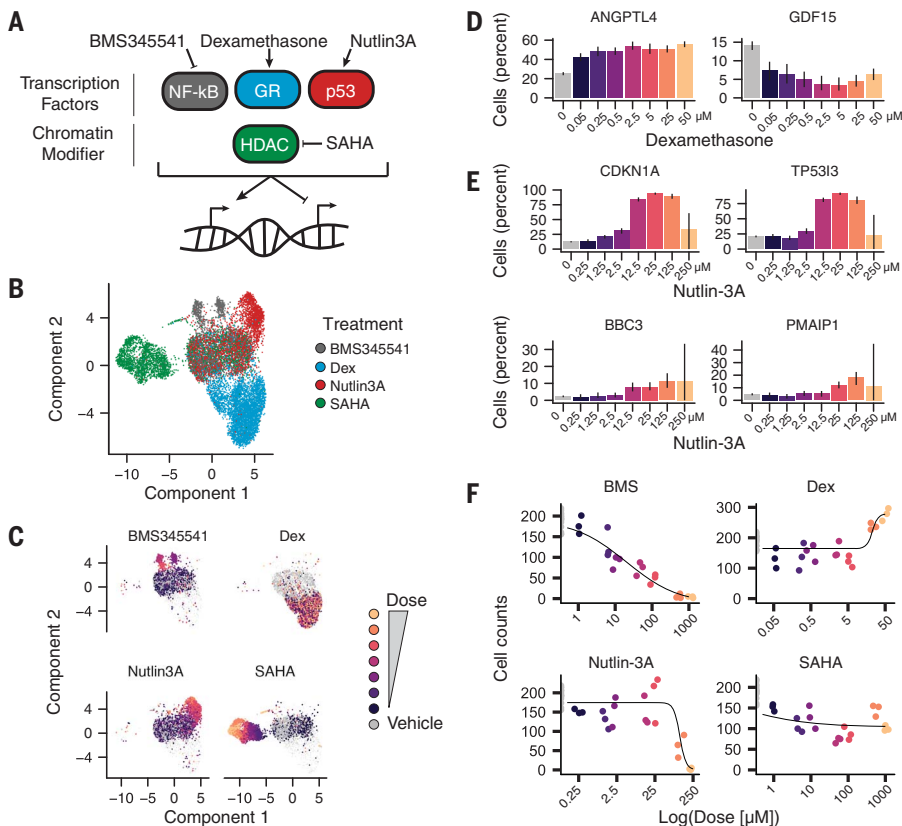 A
BMS345541
Dexamethasone
Nutlin3A
Transcription
Factors
NF-kB
GR
p53
Chromatin
Modifier
HDAC
SAHA
B
Component 2
4
0
−4
−10
−5
0
5
Component 1
Treatment
BMS345541
Dex
Nutlin3A
SAHA
C
BMS345541
Dex
4
0
−4
Component 2
Nutlin3A
SAHA
4
0
−4
−10 −5 0 5
−10 −5 0 5
Component 1
Dose
Vehicle
D
ANGPTL4
GDF15
Cells (percent)
60
40
20
0
15
10
5
0
0 0.05 0.25 0.5 2.5 5 25 50 µM
0 0.05 0.25 0.5 2.5 5 25 50 µM
Dexamethasone
E
CDKN1A
TP53I3
Cells (percent)
100
75
50
25
0
75
50
25
0
0 0.25 1.25 2.5 12.5 25 125 250 µM
0 0.25 1.25 2.5 12.5 25 125 250 µM
Nutlin-3A
BBC3
PMAIP1
Cells (percent)
30
20
10
0
40
30
20
10
0
0 0.25 1.25 2.5 12.5 25 125 250 µM
0 0.25 1.25 2.5 12.5 25 125 250 µM
Nutlin-3A
F
BMS
Dex
200
150
100
50
0
1 10 100 1000
300
200
100
0
0.05 0.5 5 50
Cell counts
Nutlin-3A
SAHA
200
150
100
50
0
0.25 2.5 25 250
200
150
100
50
0
1 10 100 1000
Log(Dose [µM])